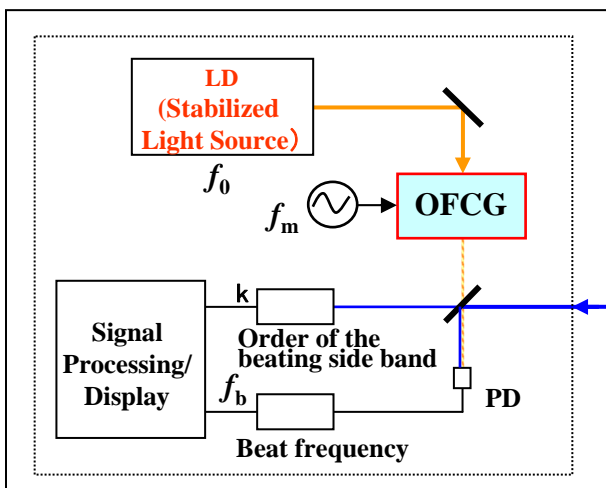 LD
(Stabilized
Light Source）
f0
fm
OFCG
k
Order of the
beating side band
Signal
Processing/
Display
fb
PD
Beat frequency